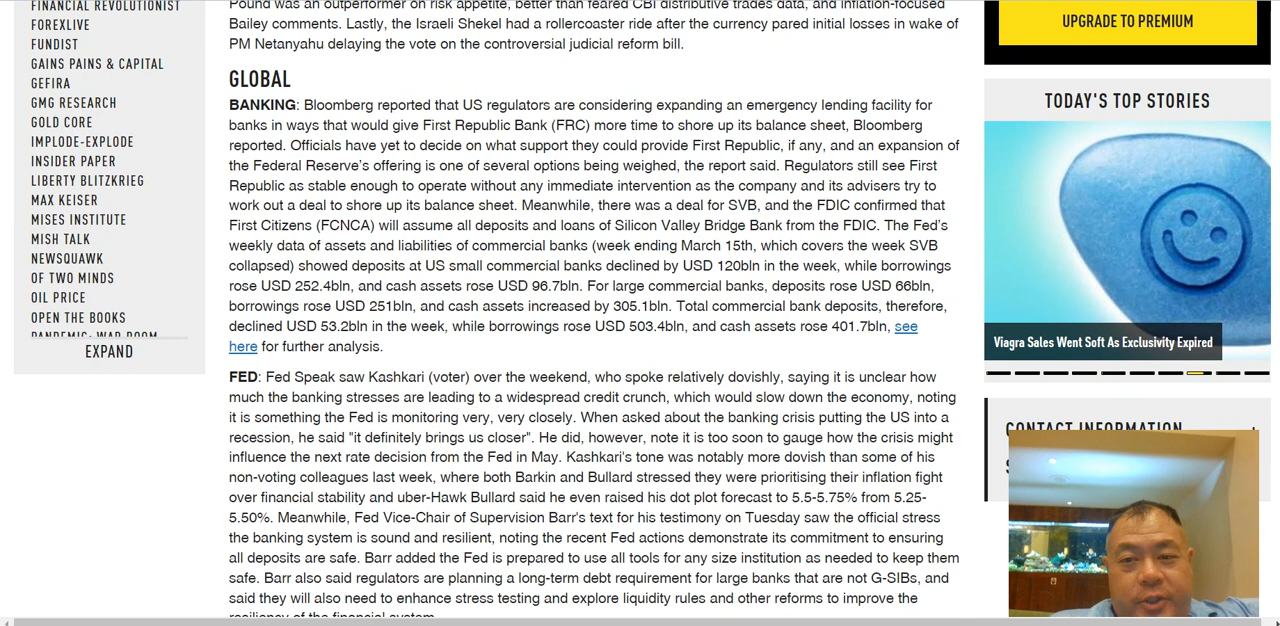 FINANCIAL REVOLUTIONIST
FOREXLIVE
FUNDIST
GAINS PAINS & CAPITAL
GEFIRA
GMG RESEARCH
GOLD CORE
IMPLODE-EXPLODE
INSIDER PAPER
LIBERTY BLITZKRIEG
MAX KEISER
MISES INSTITUTE
MISH TALK
NEWSQUAWK
OF TWO MINDS
OIL PRICE
OPEN THE BOOKS
PANDEMIC: WAR ROOM
EXPAND
Pound was an outperformer on risk appetite, better than feared CBI distributive trades data, and inflation-focused
Bailey comments. Lastly, the Israeli Shekel had a rollercoaster ride after the currency pared initial losses in wake of
PM Netanyahu delaying the vote on the controversial judicial reform bill.
GLOBAL
BANKING: Bloomberg reported that US regulators are considering expanding an emergency lending facility for
banks in ways that would give First Republic Bank (FRC) more time to shore up its balance sheet, Bloomberg
reported. Officials have yet to decide on what support they could provide First Republic, if any, and an expansion of
the Federal Reserve's offering is one of several options being weighed, the report said. Regulators still see First
Republic as stable enough to operate without any immediate intervention as the company and its advisers try to
work out a deal to shore up its balance sheet. Meanwhile, there was a deal for SVB, and the FDIC confirmed that
First Citizens (FCNCA) will assume all deposits and loans of Silicon Valley Bridge Bank from the FDIC. The Fed's
weekly data of assets and liabilities of commercial banks (week ending March 15th, which covers the week SVB
collapsed) showed deposits at US small commercial banks declined by USD 120bln in the week, while borrowings
rose USD 252.4bln, and cash assets rose USD 96.7bln. For large commercial banks, deposits rose USD 66bln,
borrowings rose USD 251bln, and cash assets increased by 305.1bln. Total commercial bank deposits, therefore,
declined USD 53.2bln in the week, while borrowings rose USD 503.4bln, and cash assets rose 401.7bln, see
here for further analysis.
FED: Fed Speak saw Kashkari (voter) over the weekend, who spoke relatively dovishly, saying it is unclear how
much the banking stresses are leading to a widespread credit crunch, which would slow down the economy, noting
it is something the Fed is monitoring very, very closely. When asked about the banking crisis putting the US into a
recession, he said "it definitely brings us closer". He did, however, note it is too soon to gauge how the crisis might
influence the next rate decision from the Fed in May. Kashkari's tone was notably more dovish than some of his
non-voting colleagues last week, where both Barkin and Bullard stressed they were prioritising their inflation fight
over financial stability and uber-Hawk Bullard said he even raised his dot plot forecast to 5.5-5.75% from 5.25-
5.50%. Meanwhile, Fed Vice-Chair of Supervision Barr's text for his testimony on Tuesday saw the official stress
the banking system is sound and resilient, noting the recent Fed actions demonstrate its commitment to ensuring
all deposits are safe. Barr added the Fed is prepared to use all tools for any size institution as needed to keep them
safe. Barr also said regulators are planning a long-term debt requirement for large banks that are not G-SIBs, and
said they will also need to enhance stress testing and explore liquidity rules and other reforms to improve the
resiliency of the financial system.
UPGRADE TO PREMIUM
TODAY'S TOP STORIES
Viagra Sales Went Soft As Exclusivity Expired
CONTACT INFORMATION